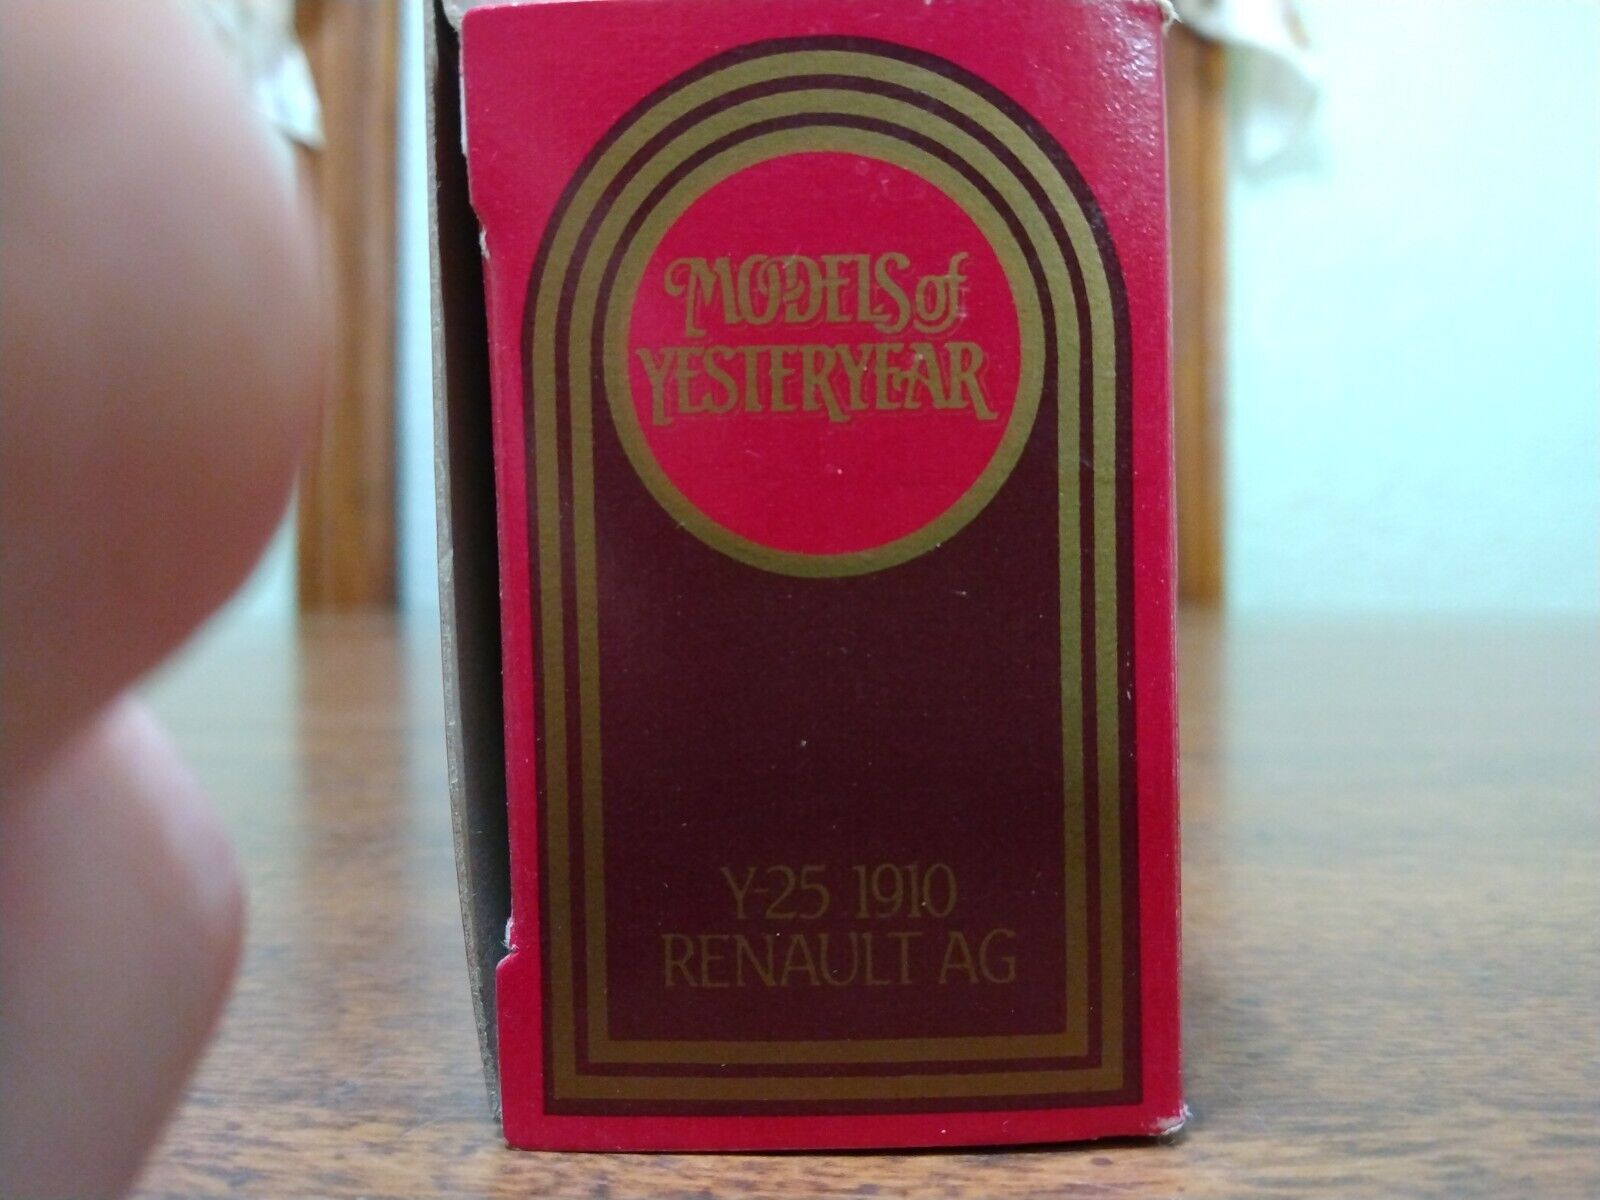 MODELS of
YESTERYEAR
Y-25 1910
RENAULT AG